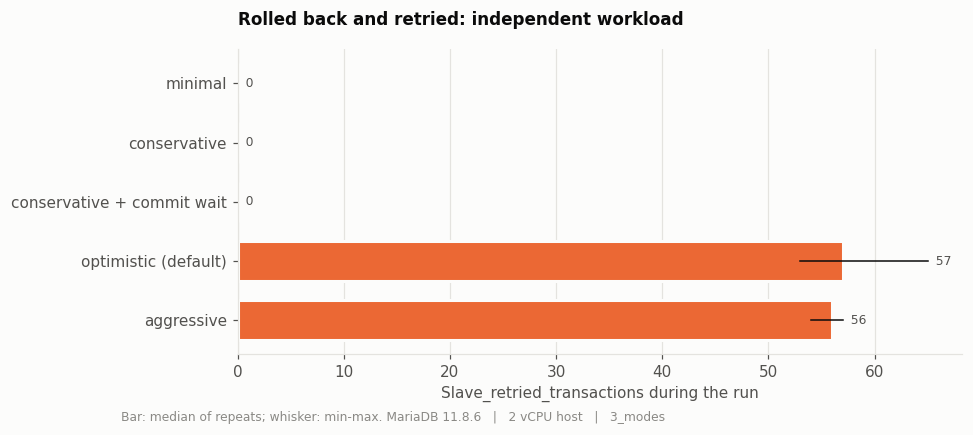 Rolled back and retried: independent workload
minimal
0
conservative
0
conservative + commit wait
0
optimistic (default)
57
aggressive
56
0 10 20 30 40 50 60
Slave_retried_transactions during the run
Bar: median of repeats; whisker: min-max. MariaDB 11.8.6 | 2 vCPU host | 3_modes